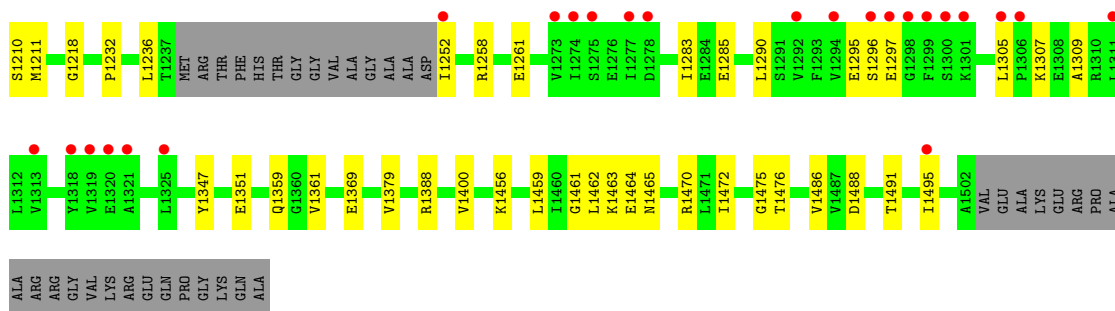 S1210 M1211 G1218 P1232 L1236 T1237 MET ARG THR PHE HIS THR GLY GLY VAL ALA GLY ALA ALA ASP I1252 R1258 E1261 V1273 I1274 S1275 E1276 I1277 D1278 I1283 E1284 E1285 L1290 S1291 V1292 F1293 V1294 E1295 S1296 E1297 G1298 F1299 S1300 K1301 L1305 P1306 K1307 E1308 A1309 R1310 L1311
L1312 V1313 Y1318 V1319 E1320 A1321 L1325 Y1347 E1351 Q1359 G1360 V1361 E1369 V1379 R1388 V1400 K1456 L1459 I1460 G1461 L1462 K1463 E1464 N1465 R1470 L1471 I1472 G1475 T1476 V1486 V1487 D1488 T1491 I1495 A1502 VAL GLU ALA LYS GLU ARG PRO ALA
ALA ARG ARG GLY VAL LYS ARG GLU GLN PRO GLY LYS GLN ALA